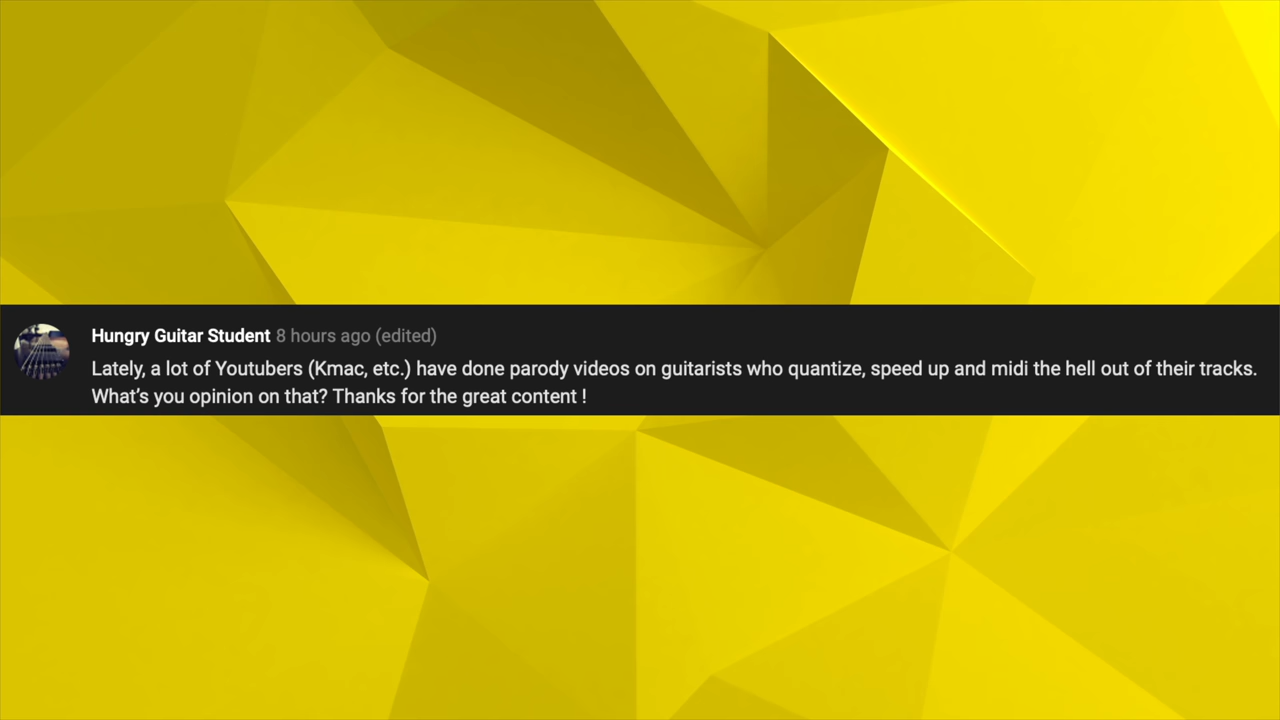 Hungry Guitar Student 8 hours ago (edited)
Lately, a lot of Youtubers (Kmac, etc.) have done parody videos on guitarists who quantize, speed up and midi the hell out of their tracks.
What’s you opinion on that? Thanks for the great content !